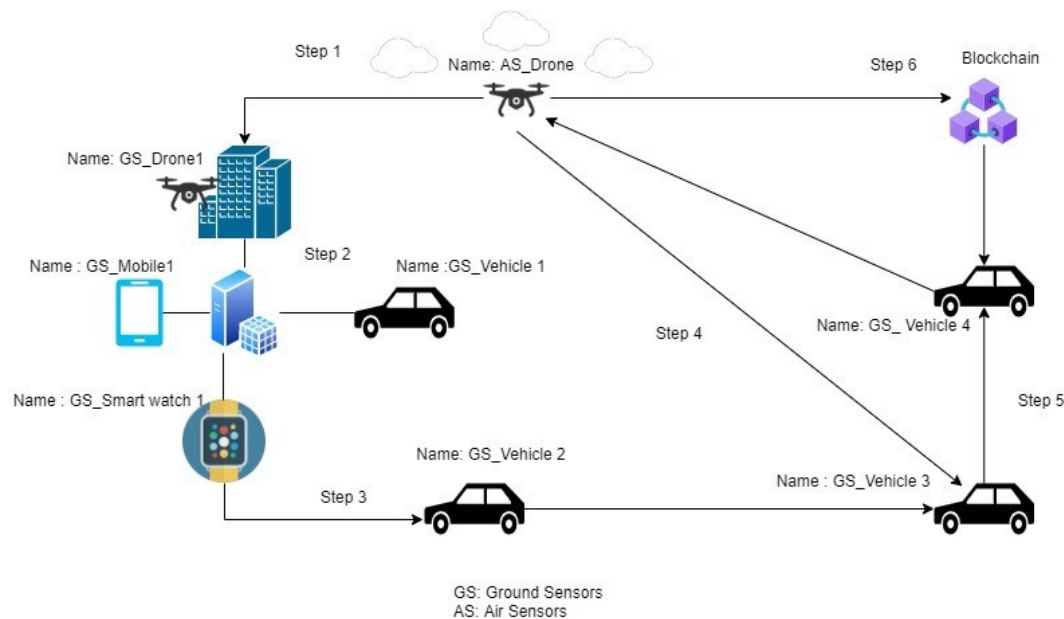 Step 1
Name: AS_Drone
Step 6
Blockchain
Name: GS_Drone1
Step 2
Name : GS_Mobile1
Name :GS_Vehicle 1
Step 4
Name: GS_ Vehicle 4
Name : GS_Smart watch 1
Step 5
Name: GS_Vehicle 2
Name : GS_Vehicle 3
Step 3
GS: Ground Sensors
AS: Air Sensors